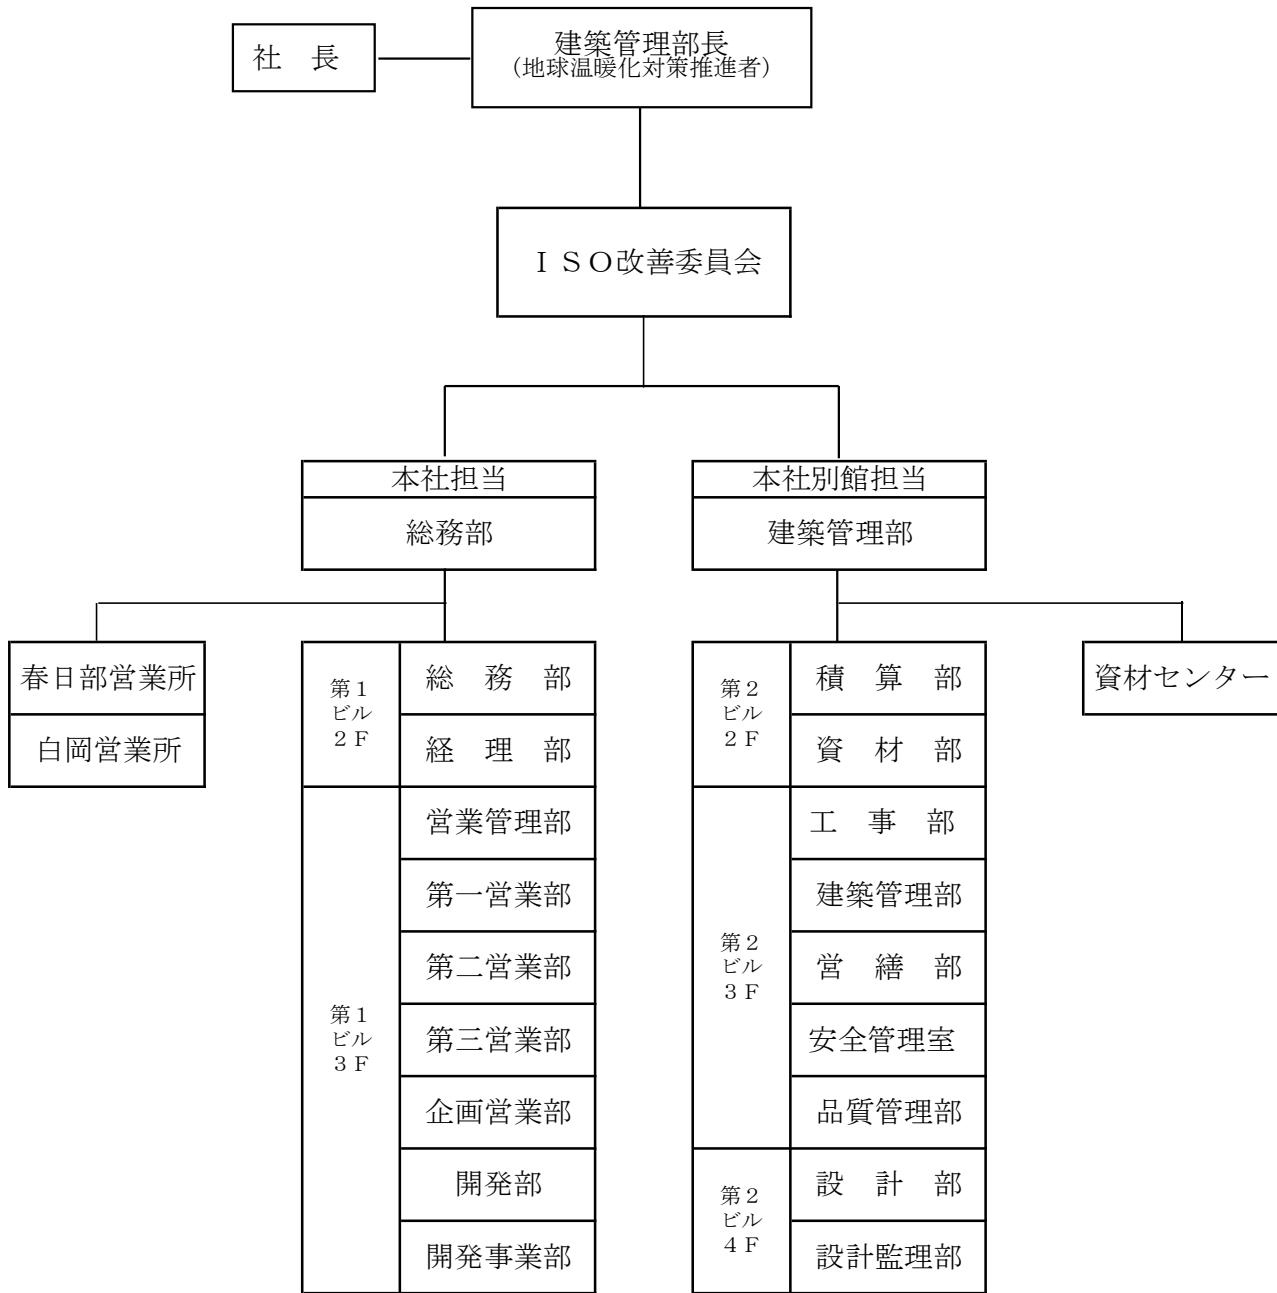 社　長
建築管理部長
（地球温暖化対策推進者）
ＩＳＯ改善委員会
本社担当
総務部
本社別館担当
建築管理部
春日部営業所
白岡営業所
第１
ビル
２Ｆ
総　務　部
経　理　部
第１
ビル
３Ｆ
営業管理部
第一営業部
第二営業部
第三営業部
企画営業部
開発部
開発事業部
第２
ビル
２Ｆ
積　算　部
資　材　部
第２
ビル
３Ｆ
工　事　部
建築管理部
営　繕　部
安全管理室
品質管理部
第２
ビル
４Ｆ
設　計　部
設計監理部
資材センター